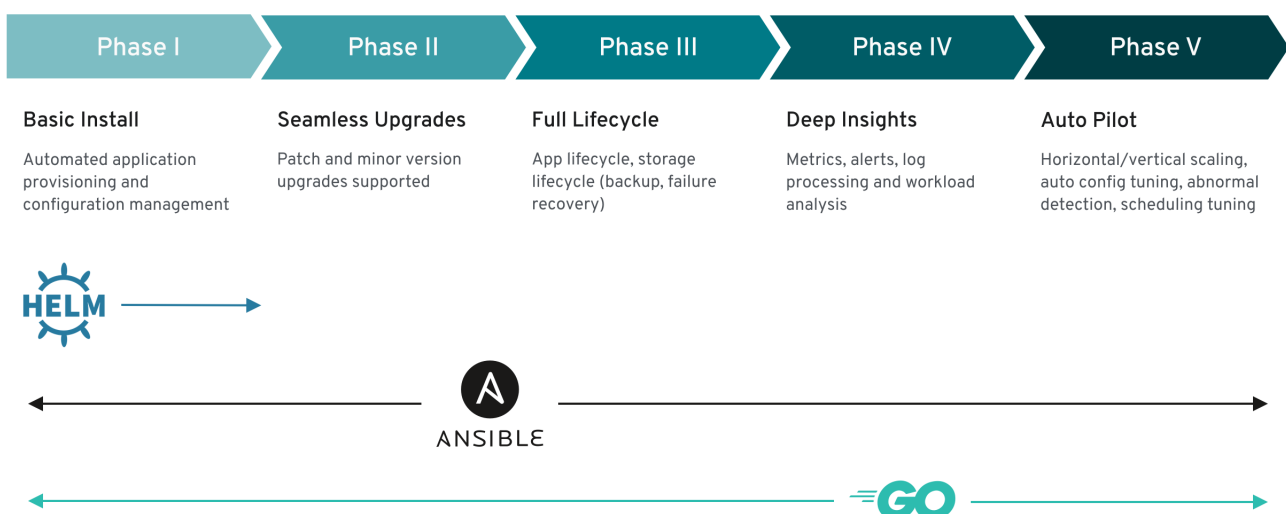 Phase I
Phase II
Phase III
Phase IV
Phase V
Basic Install
Automated application
provisioning and
configuration management
Seamless Upgrades
Patch and minor version
upgrades supported
Full Lifecycle
App lifecycle, storage
lifecycle (backup, failure
recovery)
Deep Insights
Metrics, alerts, log
processing and workload
analysis
Auto Pilot
Horizontal/vertical scaling,
auto config tuning, abnormal
detection, scheduling tuning
HELM
A
ANSIBLE
GO